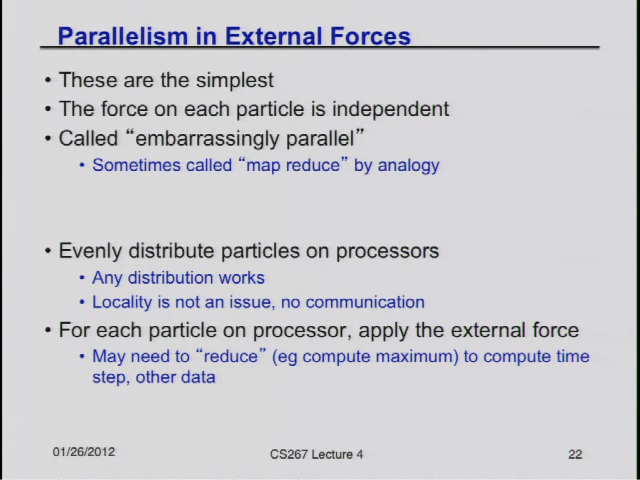 Parallelism in External Forces
• These are the simplest
• The force on each particle is independent
• Called “embarrassingly parallel”
• Sometimes called “map reduce” by analogy
• Evenly distribute particles on processors
• Any distribution works
• Locality is not an issue, no communication
• For each particle on processor, apply the external force
• May need to “reduce” (eg compute maximum) to compute time
step, other data
01/26/2012
CS267 Lecture 4
22